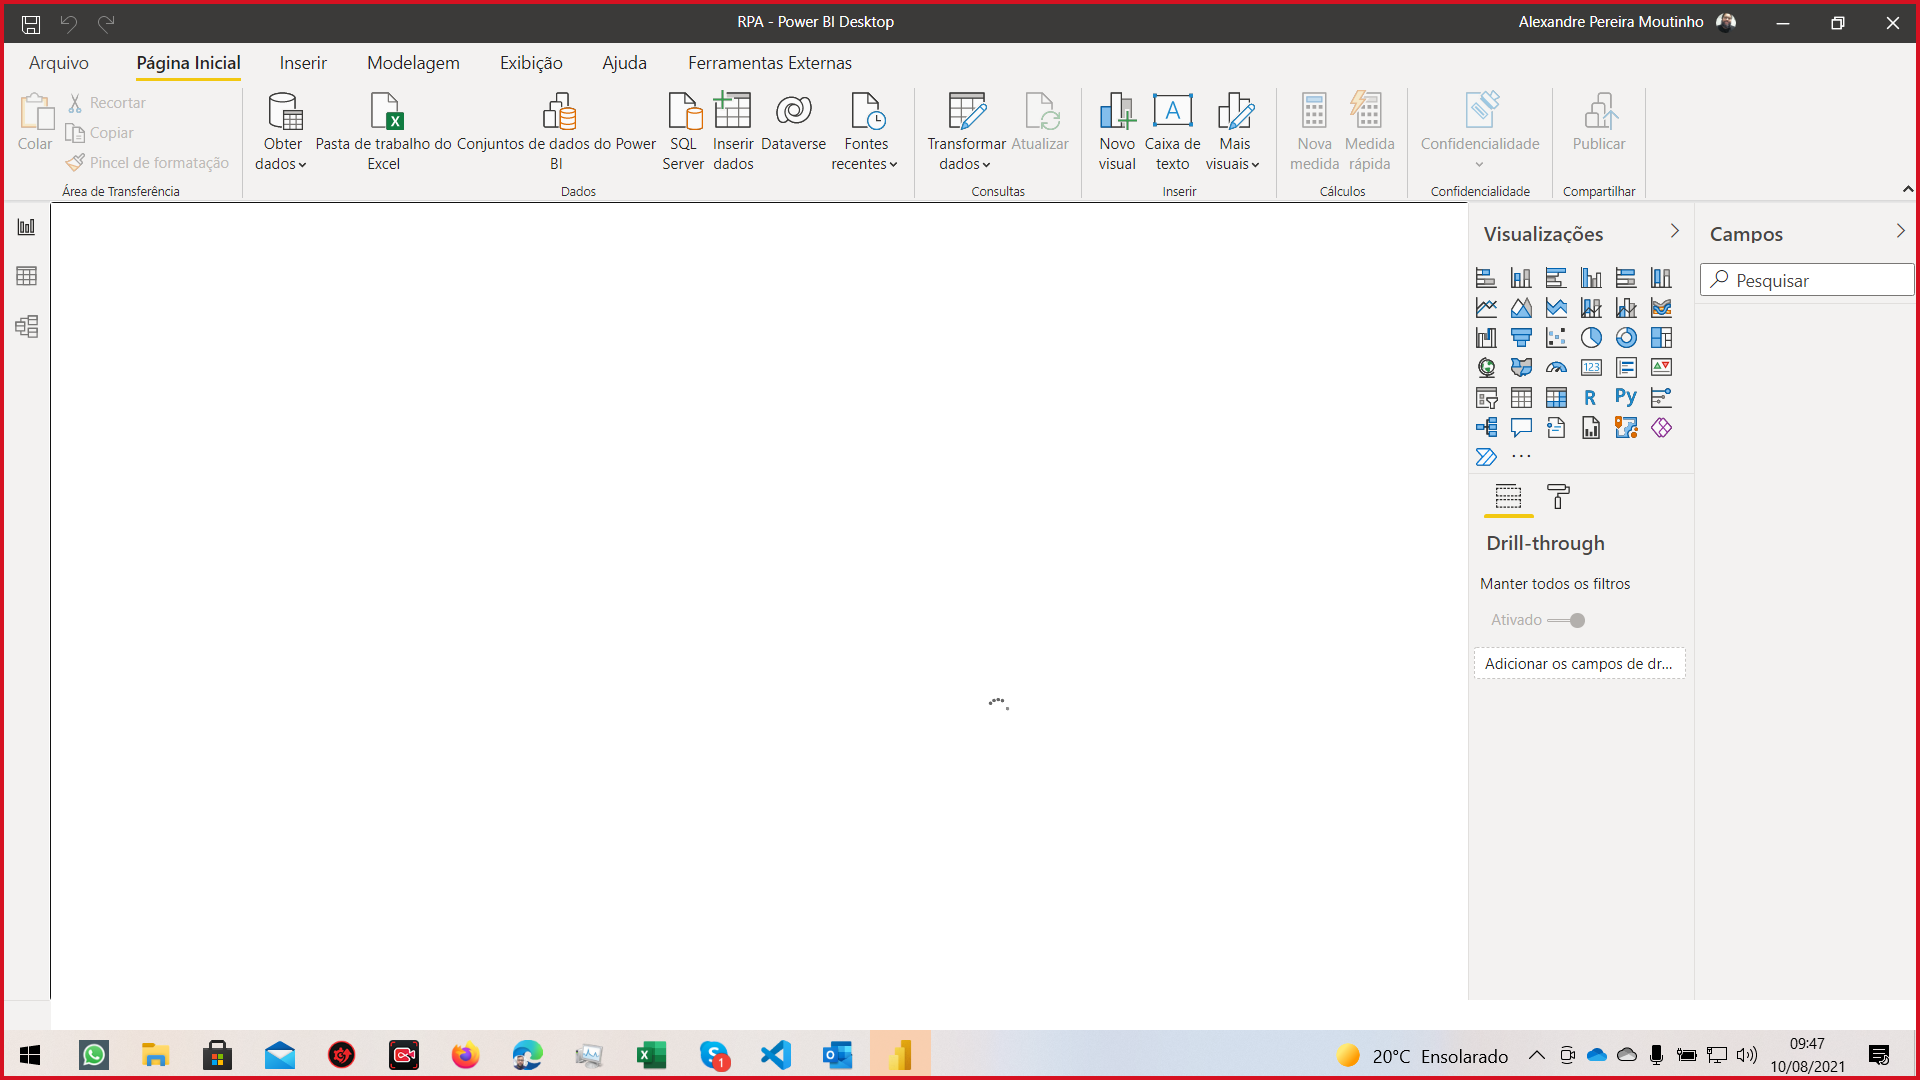 RPA - Power BI Desktop
Alexandre Pereira Moutinho
Arquivo
Página Inicial
Inserir
Modelagem
Exibição
Ajuda
Ferramentas Externas
Colar
Recortar
Copiar
Pincel de formatação
Área de Transferência
Obter
dados
Pasta de trabalho do
Excel
Conjuntos de dados do Power
BI
SQL
Server
Inserir
dados
Dataverse
Fontes
recentes
Dados
Transformar
dados
Atualizar
Consultas
Novo
visual
Caixa de
texto
Mais
visuais
Inserir
Nova
medida
Medida
rápida
Cálculos
Confidencialidade
Confidencialidade
Publicar
Compartilhar
Visualizações
Campos
Pesquisar
123
R
Py
Drill-through
Manter todos os filtros
Ativado
Adicionar os campos de dr...
1
20°C Ensolarado
09:47
10/08/2021